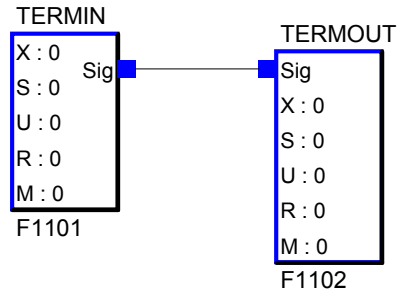 TERMIN
X : 0
Sig
S : 0
U : 0
R : 0
M : 0
F1101
TERMOUT
Sig
X : 0
S : 0
U : 0
R : 0
M : 0
F1102